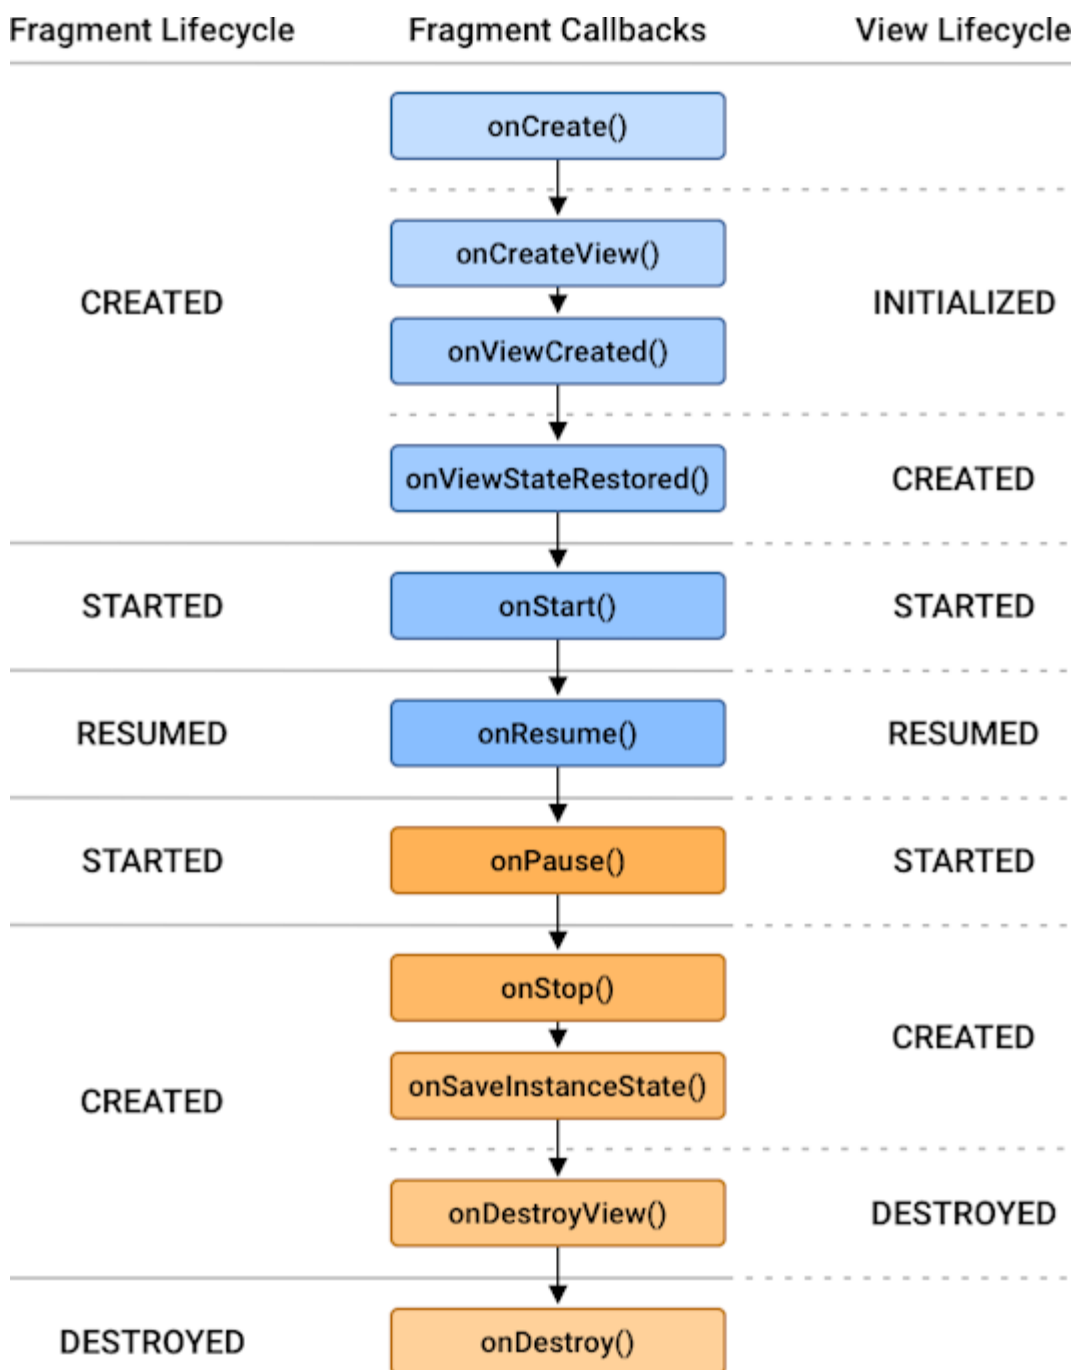 Fragment Lifecycle
Fragment Callbacks
View Lifecycle
onCreate()
onCreateView()
CREATED
INITIALIZED
onViewCreated()
onViewStateRestored()
CREATED
STARTED
onStart()
STARTED
RESUMED
onResume()
RESUMED
STARTED
onPause()
STARTED
onStop()
CREATED
onSaveInstanceState()
CREATED
onDestroyView()
DESTROYED
DESTROYED
onDestroy()